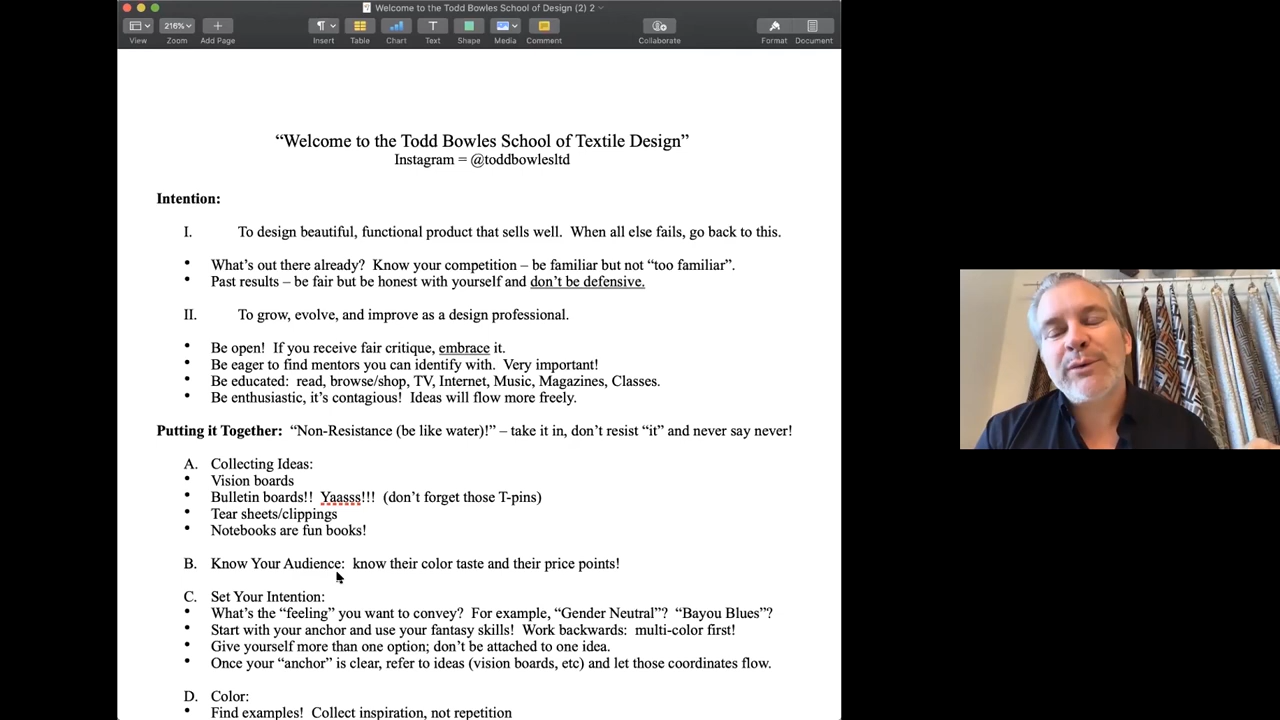 Welcome to the Todd Bowles School of Design (2) 2
216%
View
Zoom
Add Page
Insert
Table
Chart
Text
Shape
Media
Comment
Collaborate
Format
Document
“Welcome to the Todd Bowles School of Textile Design”
Instagram = @toddbowlesltd
Intention:
I. To design beautiful, functional product that sells well. When all else fails, go back to this.
• What’s out there already? Know your competition – be familiar but not “too familiar”.
• Past results – be fair but be honest with yourself and don’t be defensive.
II. To grow, evolve, and improve as a design professional.
• Be open! If you receive fair critique, embrace it.
• Be eager to find mentors you can identify with. Very important!
• Be educated: read, browse/shop, TV, Internet, Music, Magazines, Classes.
• Be enthusiastic, it’s contagious! Ideas will flow more freely.
Putting it Together: “Non-Resistance (be like water)!” – take it in, don’t resist “it” and never say never!
A. Collecting Ideas:
• Vision boards
• Bulletin boards!! Yaasss!!! (don’t forget those T-pins)
• Tear sheets/clippings
• Notebooks are fun books!
B. Know Your Audience: know their color taste and their price points!
C. Set Your Intention:
• What’s the “feeling” you want to convey? For example, “Gender Neutral”? “Bayou Blues”?
• Start with your anchor and use your fantasy skills! Work backwards: multi-color first!
• Give yourself more than one option; don’t be attached to one idea.
• Once your “anchor” is clear, refer to ideas (vision boards, etc) and let those coordinates flow.
D. Color:
• Find examples! Collect inspiration, not repetition